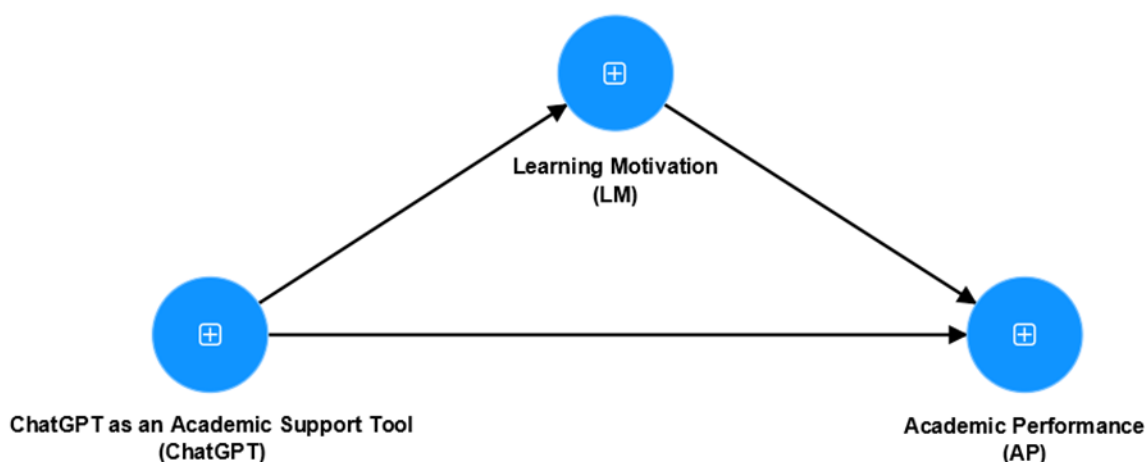 Learning Motivation
(LM)
ChatGPT as an Academic Support Tool
(ChatGPT)
Academic Performance
(AP)